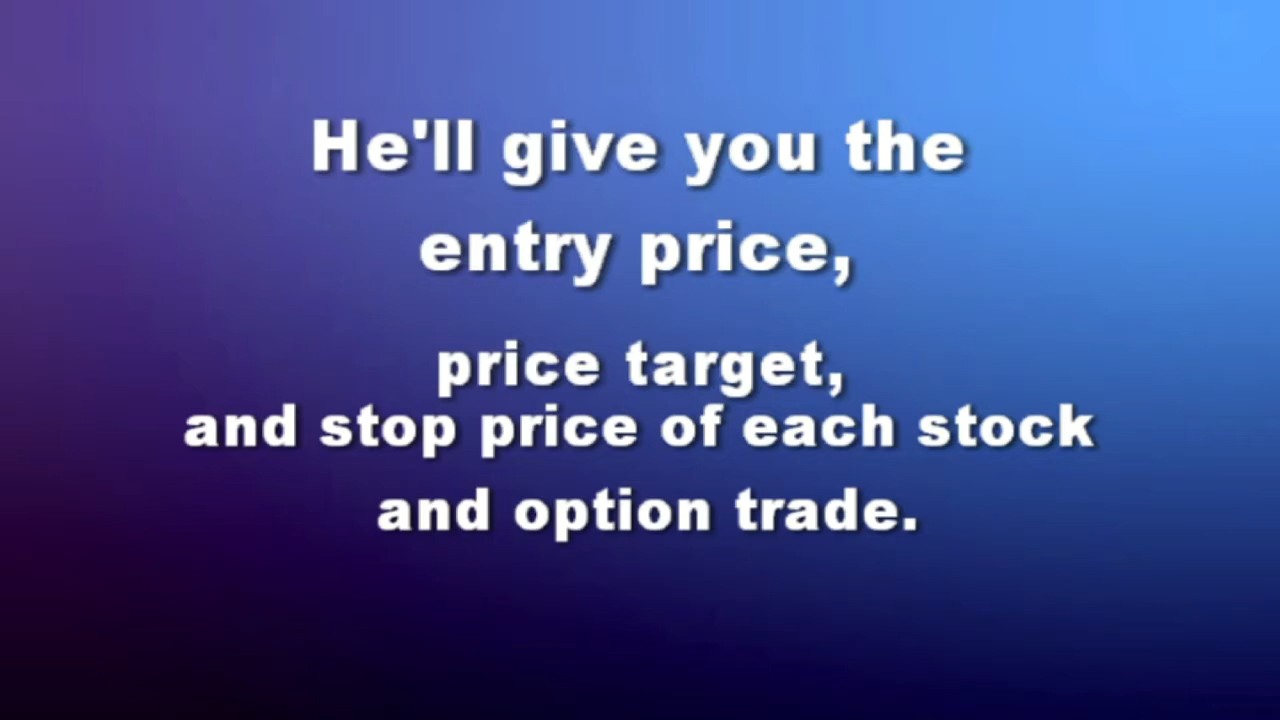 He'll give you the
entry price,
price target,
and stop price of each stock
and option trade.